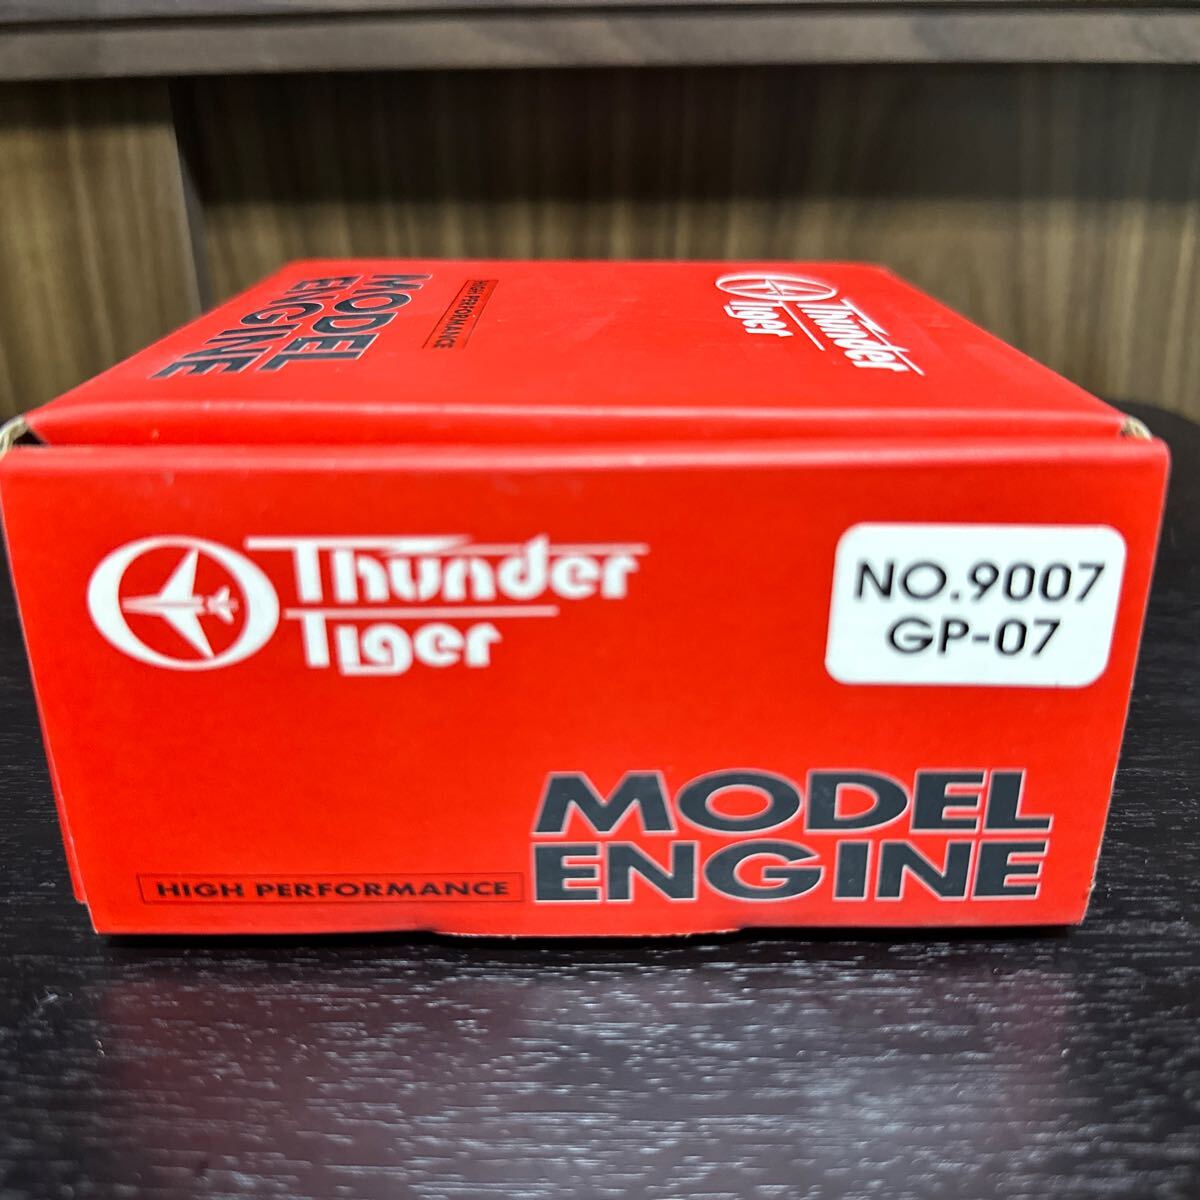 MODEL
ENGINE
HIGH PERFORMANCE
Thunder
Tiger
Thunder
Tiger
NO.9007
GP-07
HIGH PERFORMANCE
MODEL
ENGINE